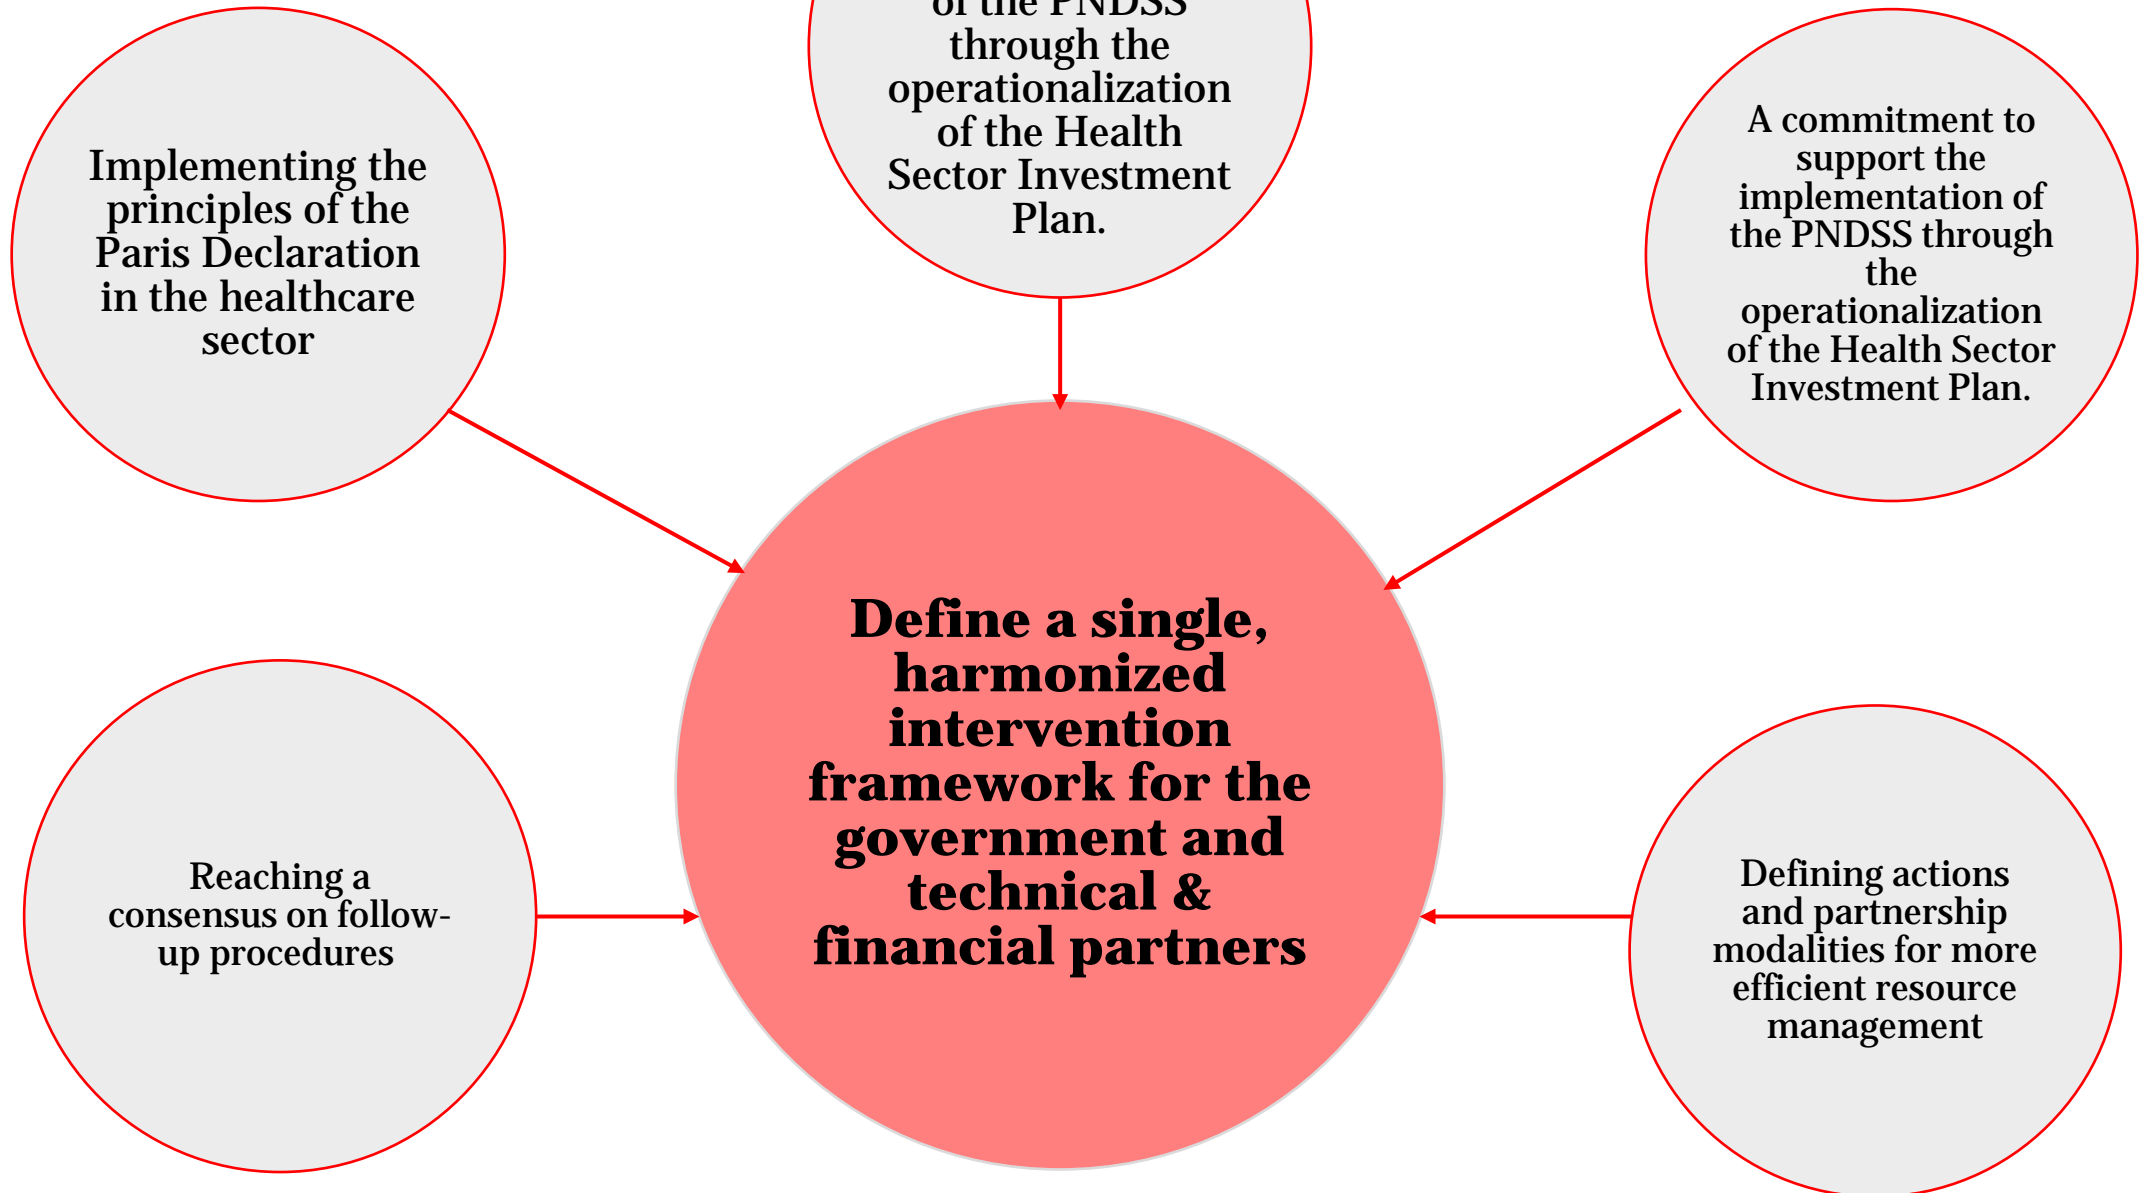 of the PNDSS
through the
operationalization
of the Health
Sector Investment
Plan.
Implementing the
principles of the
Paris Declaration
in the healthcare
sector
A commitment to
support the
implementation of
the PNDSS through
the
operationalization
of the Health Sector
Investment Plan.
Define a single,
harmonized
intervention
framework for the
government and
technical &
financial partners
Reaching a
consensus on follow-
up procedures
Defining actions
and partnership
modalities for more
efficient resource
management